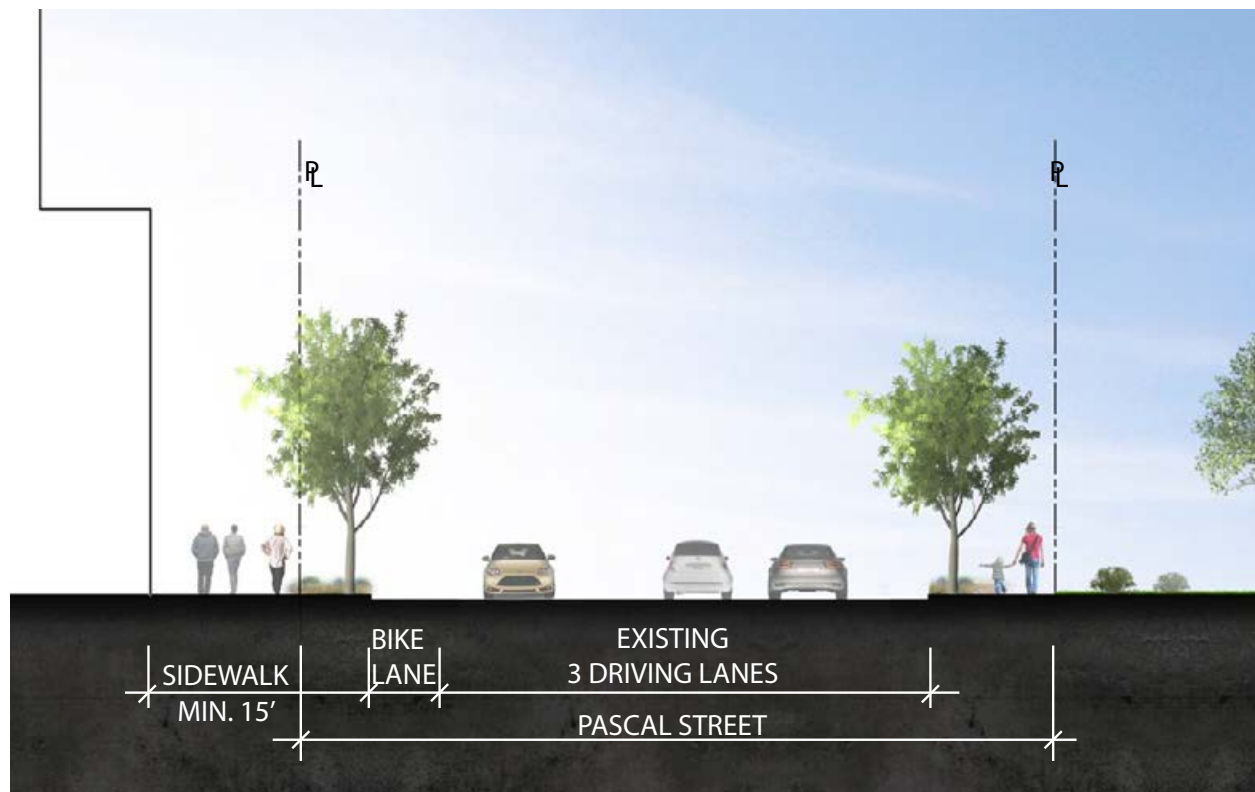 PL
PL
BIKE
LANE
EXISTING
3 DRIVING LANES
SIDEWALK
MIN. 15’
PASCAL STREET